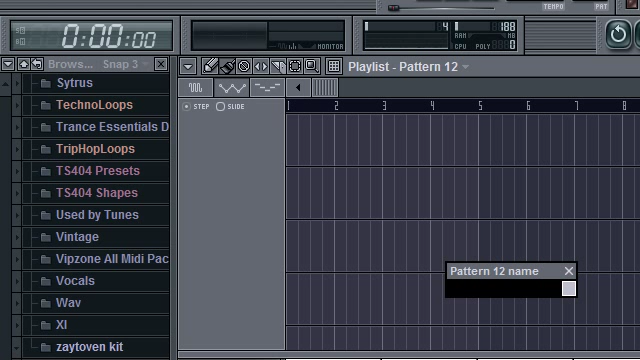 TEMPO PAT
0:00:00
MONITOR
4
188
RAM
MB
CPU POLY 0
Brows... Snap 3
Playlist - Pattern 12
STEP SLIDE
1 2 3 4 5 6 7 8
Sytrus
TechnoLoops
Trance Essentials D
TripHopLoops
TS404 Presets
TS404 Shapes
Used by Tunes
Vintage
Vipzone All Midi Pac
Vocals
Wav
XI
zaytoven kit
Pattern 12 name